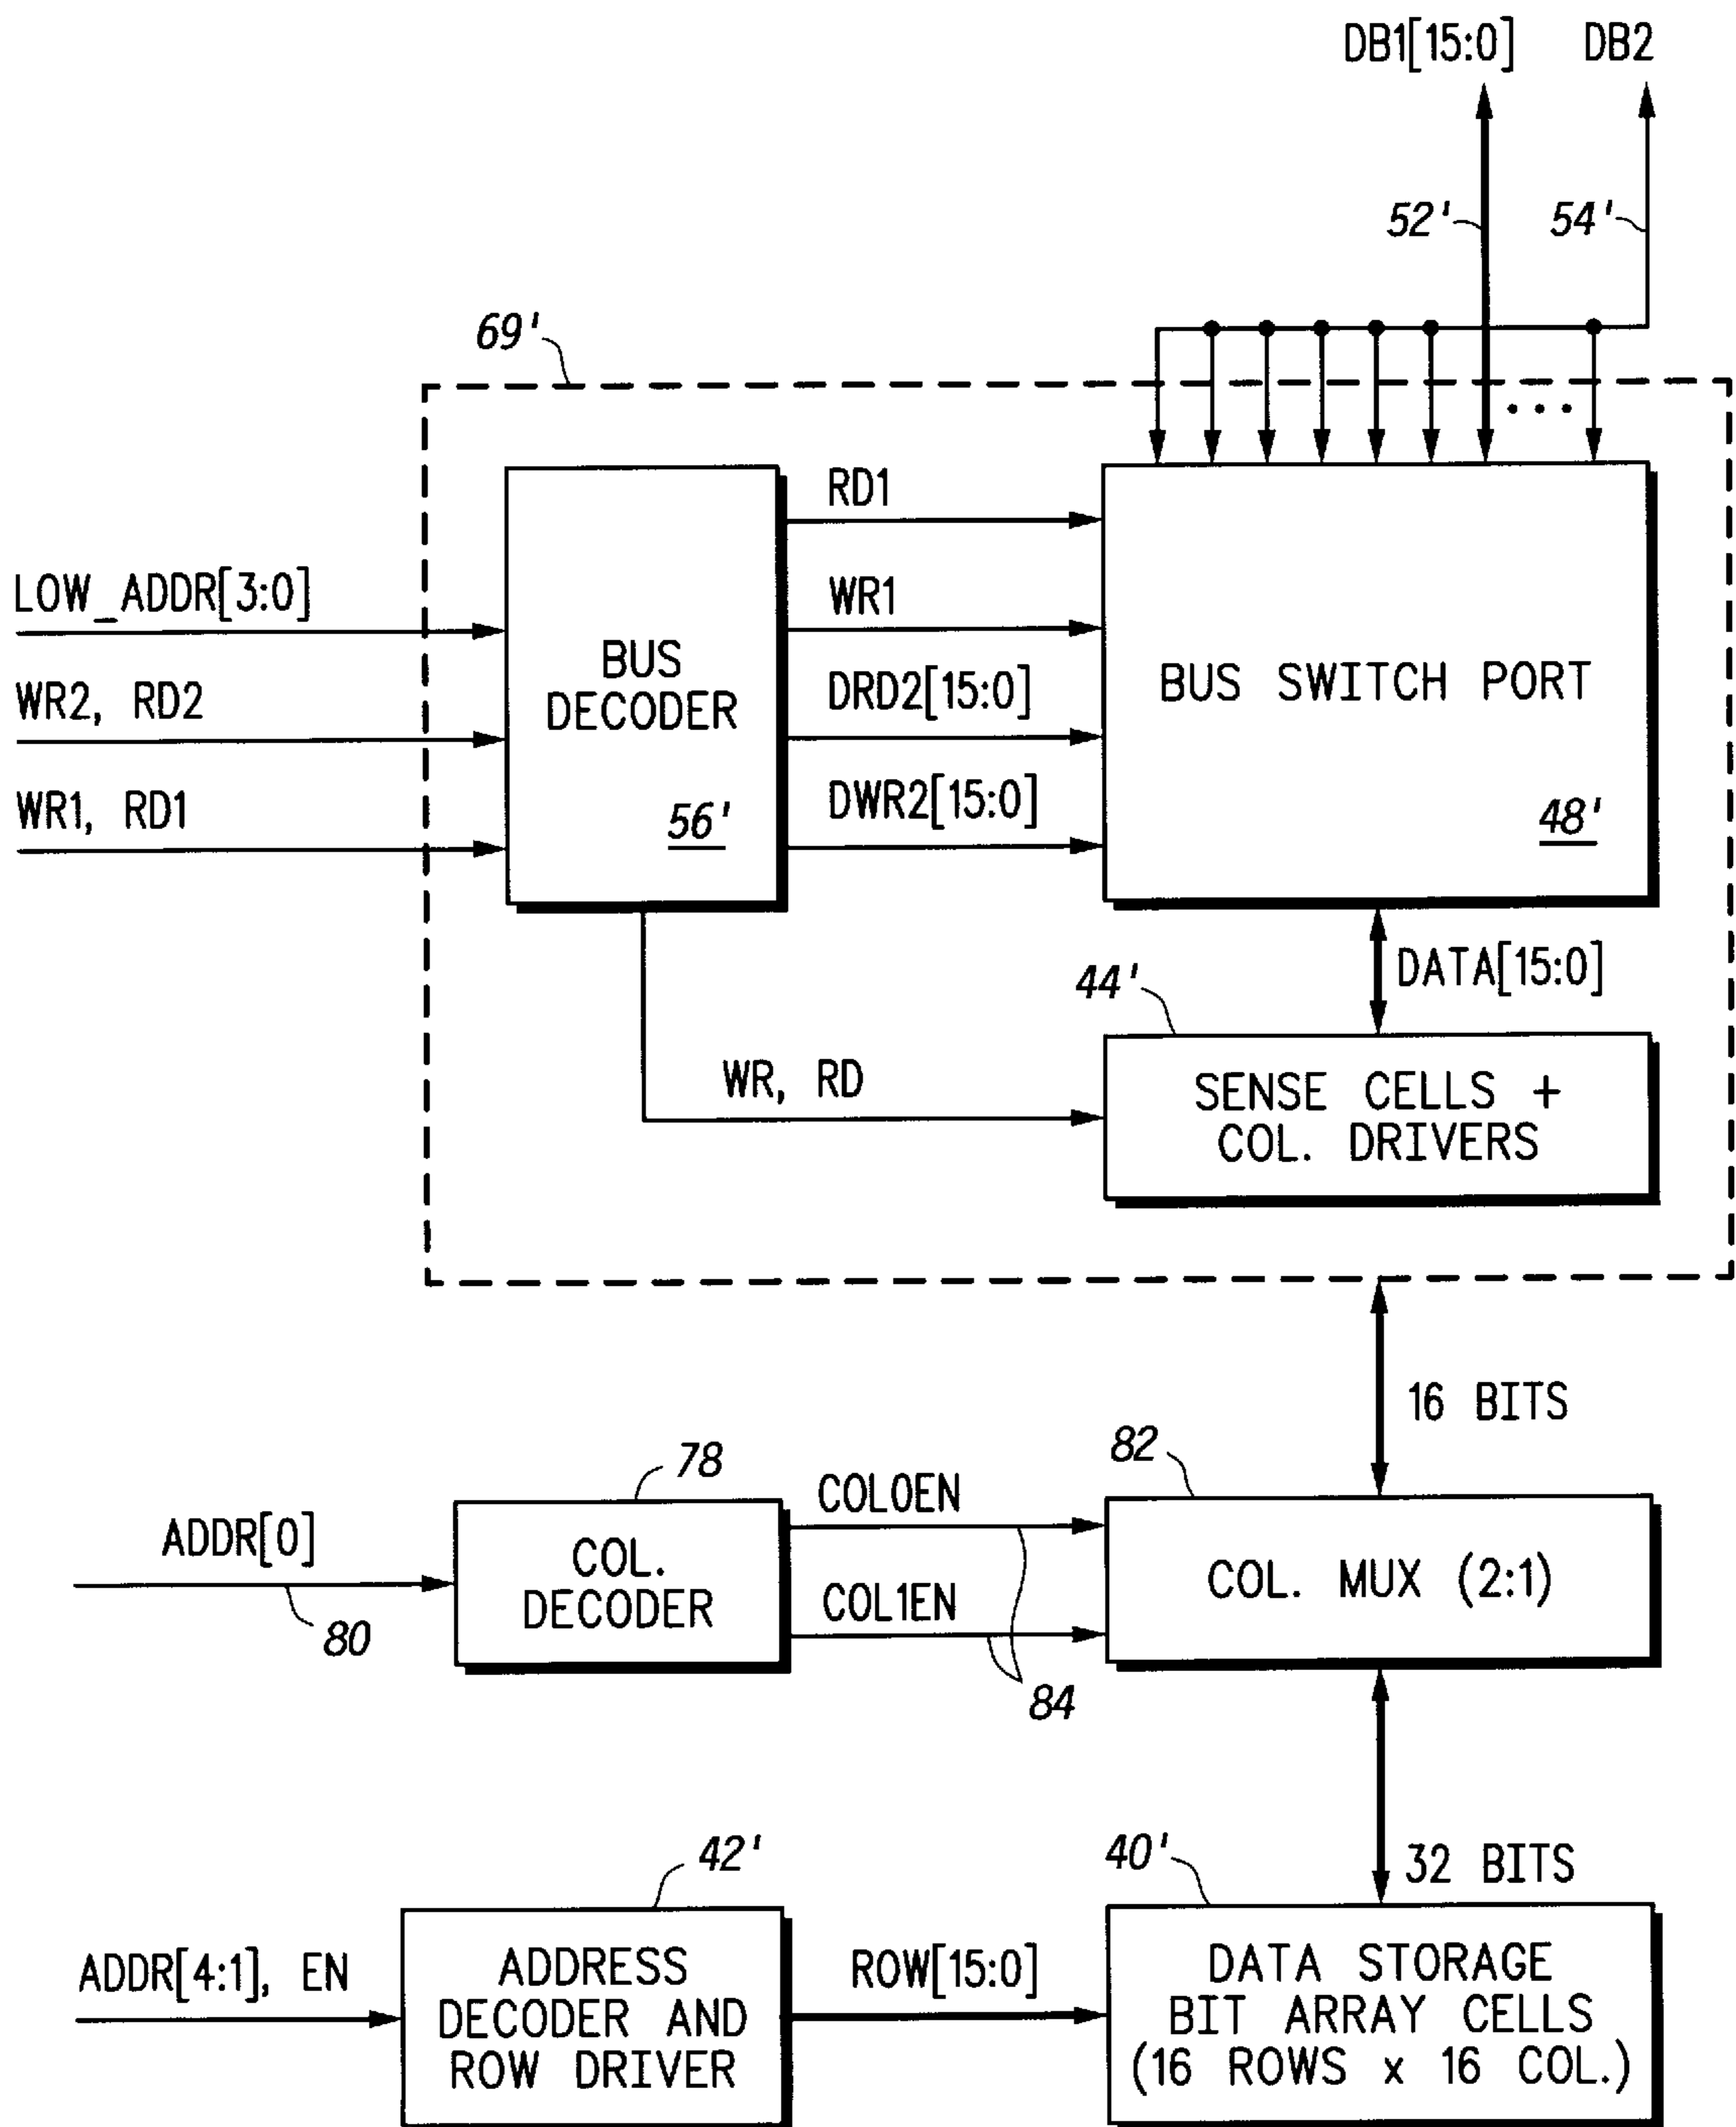 DB1[15:0] DB2
52' 54'
69'
RD1
LOW_ADDR[3:0]
WR1
BUS
DECODER
BUS SWITCH PORT
WR2, RD2
DRD2[15:0]
WR1, RD1
DWR2[15:0]
56'
48'
DATA[15:0]
44'
WR, RD
SENSE CELLS +
COL. DRIVERS
16 BITS
78
82
COL0EN
ADDR[0]
COL.
DECODER
COL. MUX (2:1)
COL1EN
80
84
42'
40'
32 BITS
ADDR[4:1], EN
ADDRESS
DECODER AND
ROW DRIVER
ROW[15:0]
DATA STORAGE
BIT ARRAY CELLS
(16 ROWS x 16 COL.)